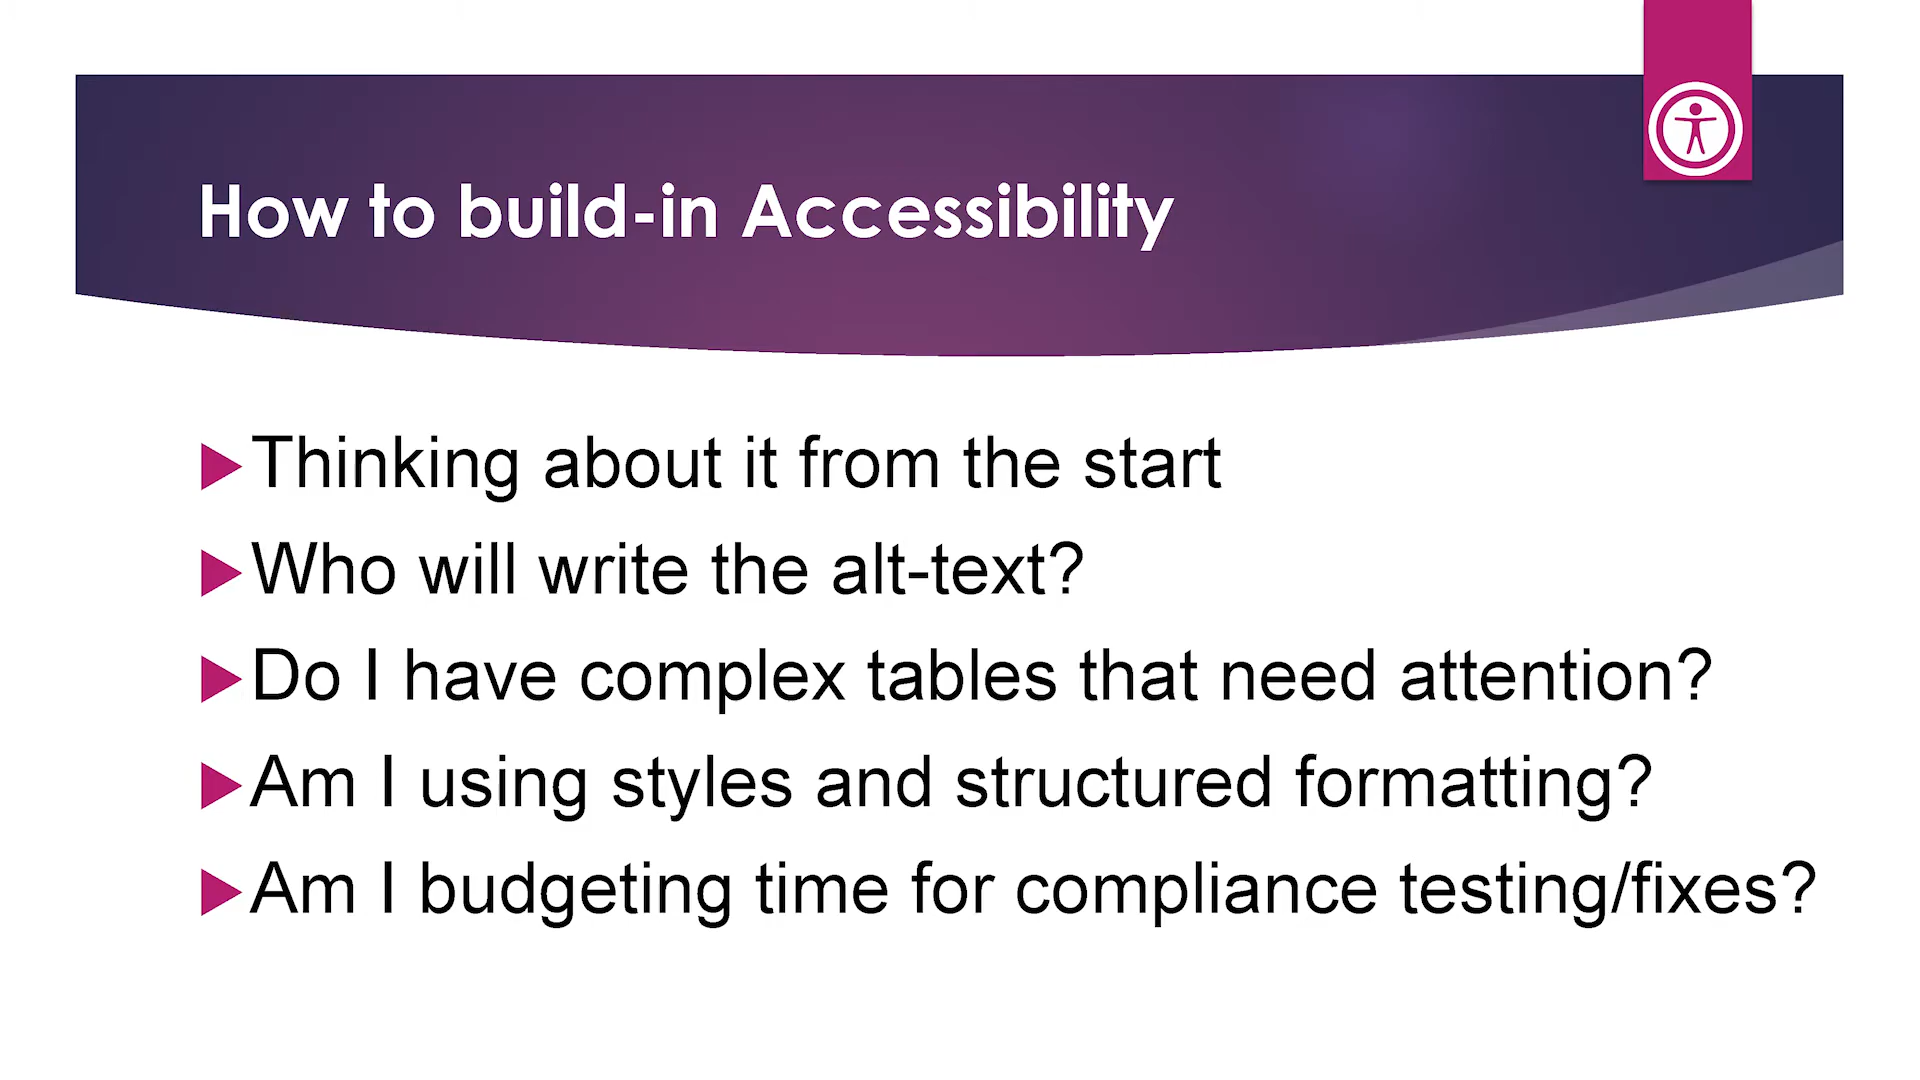 How to build-in Accessibility
Thinking about it from the start
Who will write the alt-text?
Do I have complex tables that need attention?
Am I using styles and structured formatting?
Am I budgeting time for compliance testing/fixes?